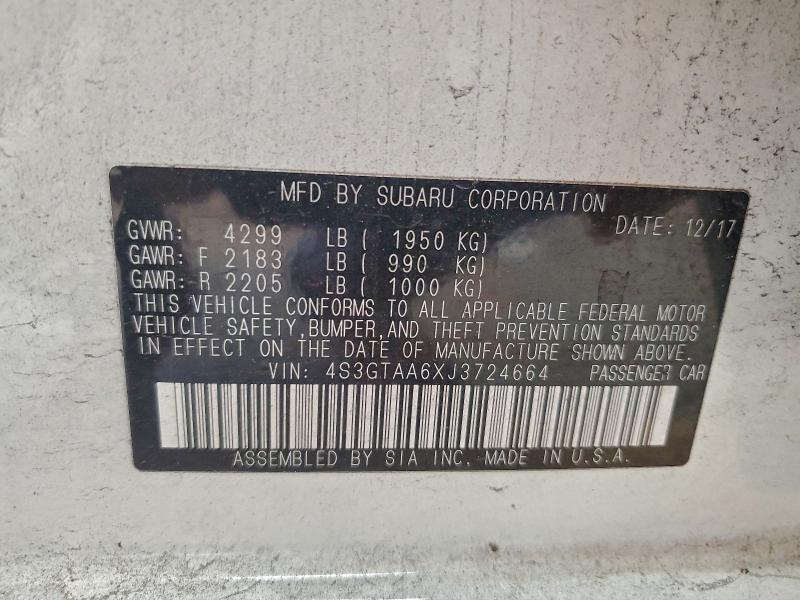 MFD BY SUBARU CORPORATION
GVWR: 4299 LB ( 1950 KG) DATE: 12/17
GAWR: F 2183 LB ( 990 KG)
GAWR: R 2205 LB ( 1000 KG)
THIS VEHICLE CONFORMS TO ALL APPLICABLE FEDERAL MOTOR
VEHICLE SAFETY, BUMPER, AND THEFT PREVENTION STANDARDS
IN EFFECT ON THE DATE OF MANUFACTURE SHOWN ABOVE.
VIN: 4S3GTAA6XJ3724664 PASSENGER CAR
ASSEMBLED BY SIA INC. MADE IN U.S.A.